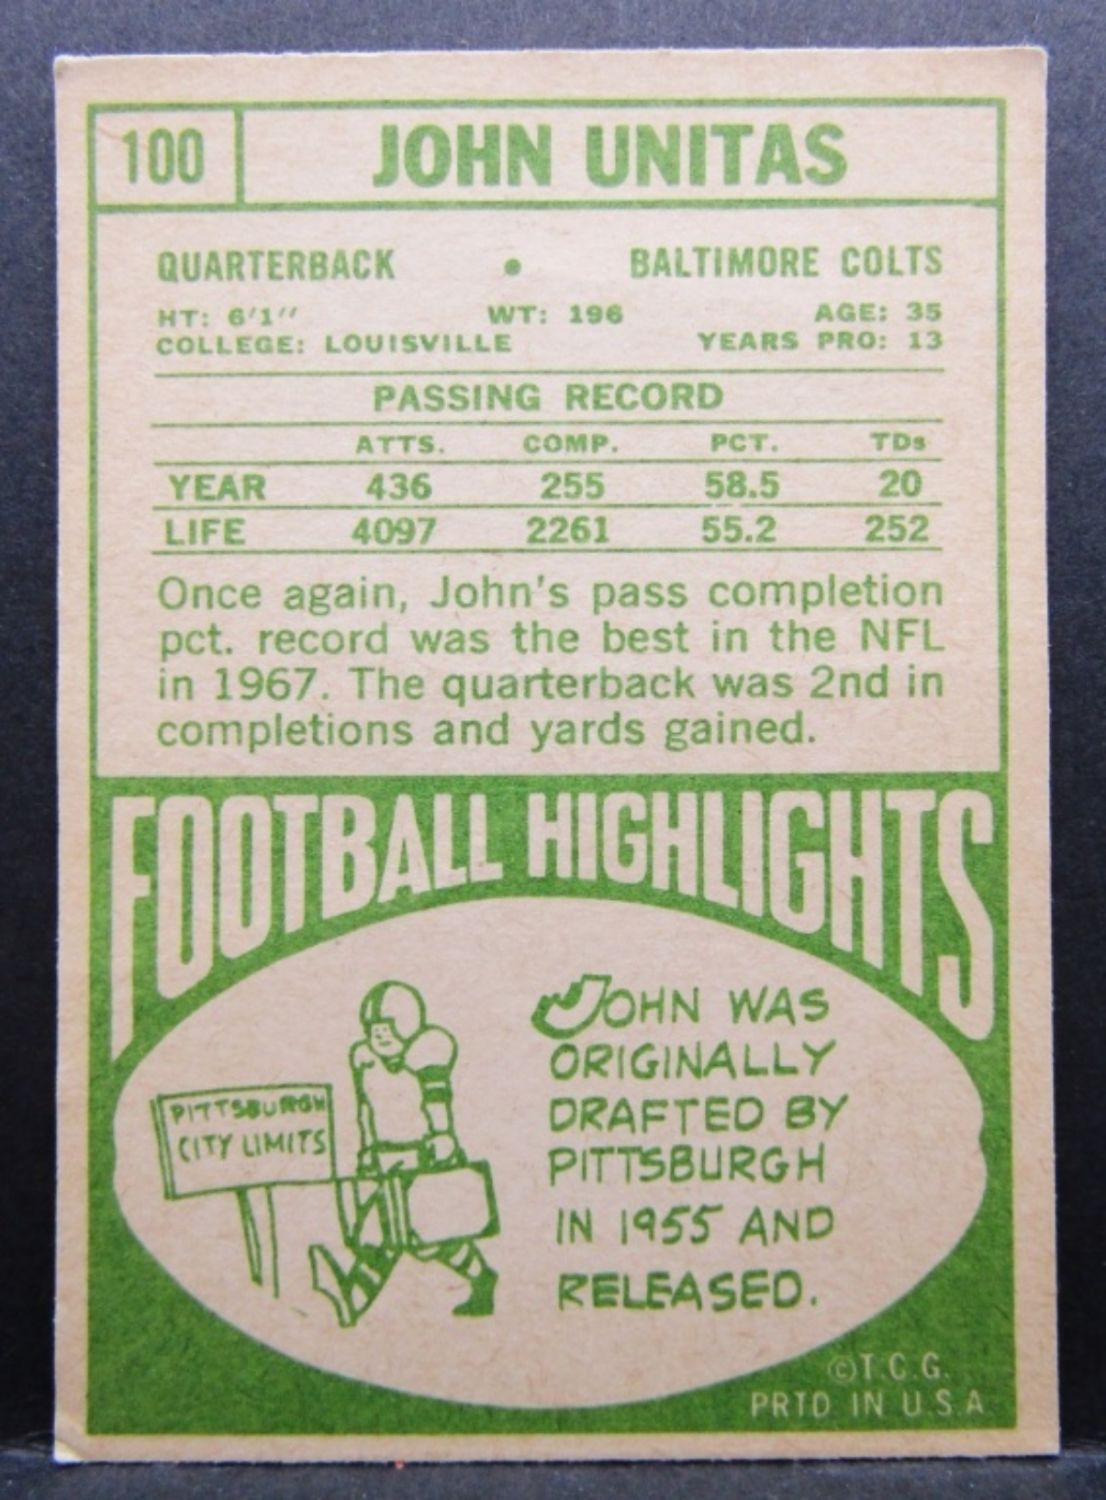 100 JOHN UNITAS
QUARTERBACK • BALTIMORE COLTS
HT: 6'1" WT: 196 AGE: 35
COLLEGE: LOUISVILLE YEARS PRO: 13
PASSING RECORD
ATTS. COMP. PCT. TDs
YEAR 436 255 58.5 20
LIFE 4097 2261 55.2 252
Once again, John's pass completion
pct. record was the best in the NFL
in 1967. The quarterback was 2nd in
completions and yards gained.
FOOTBALL HIGHLIGHTS
PITTSBURGH
CITY LIMITS
JOHN WAS
ORIGINALLY
DRAFTED BY
PITTSBURGH
IN 1955 AND
RELEASED.
©T.C.G.
PRTD IN U.S.A